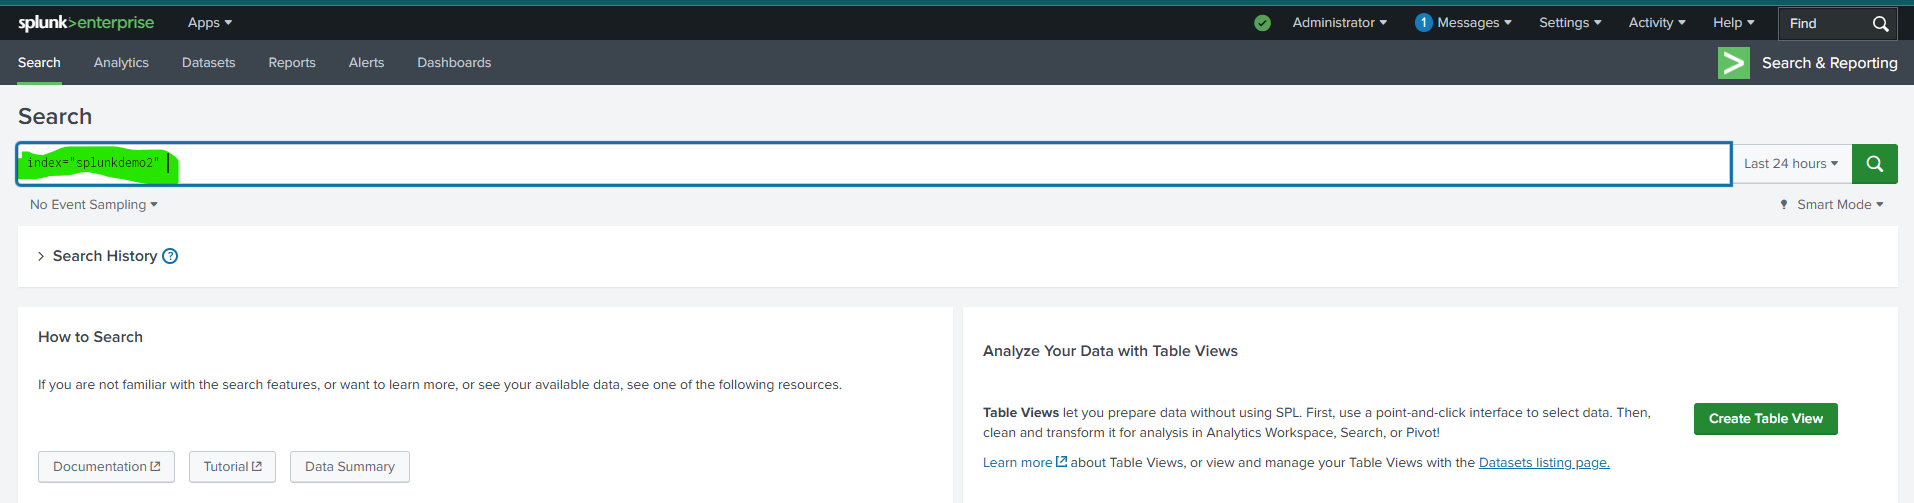 splunk>enterprise Apps Administrator 1 Messages Settings Activity Help Find
Search Analytics Datasets Reports Alerts Dashboards > Search & Reporting
Search
index="splunkdemo2" Last 24 hours
No Event Sampling Smart Mode
> Search History ?
How to Search
If you are not familiar with the search features, or want to learn more, or see your available data, see one of the following resources.
Documentation Tutorial Data Summary
Analyze Your Data with Table Views
Table Views let you prepare data without using SPL. First, use a point-and-click interface to select data. Then,
clean and transform it for analysis in Analytics Workspace, Search, or Pivot!
Create Table View
Learn more about Table Views, or view and manage your Table Views with the Datasets listing page.